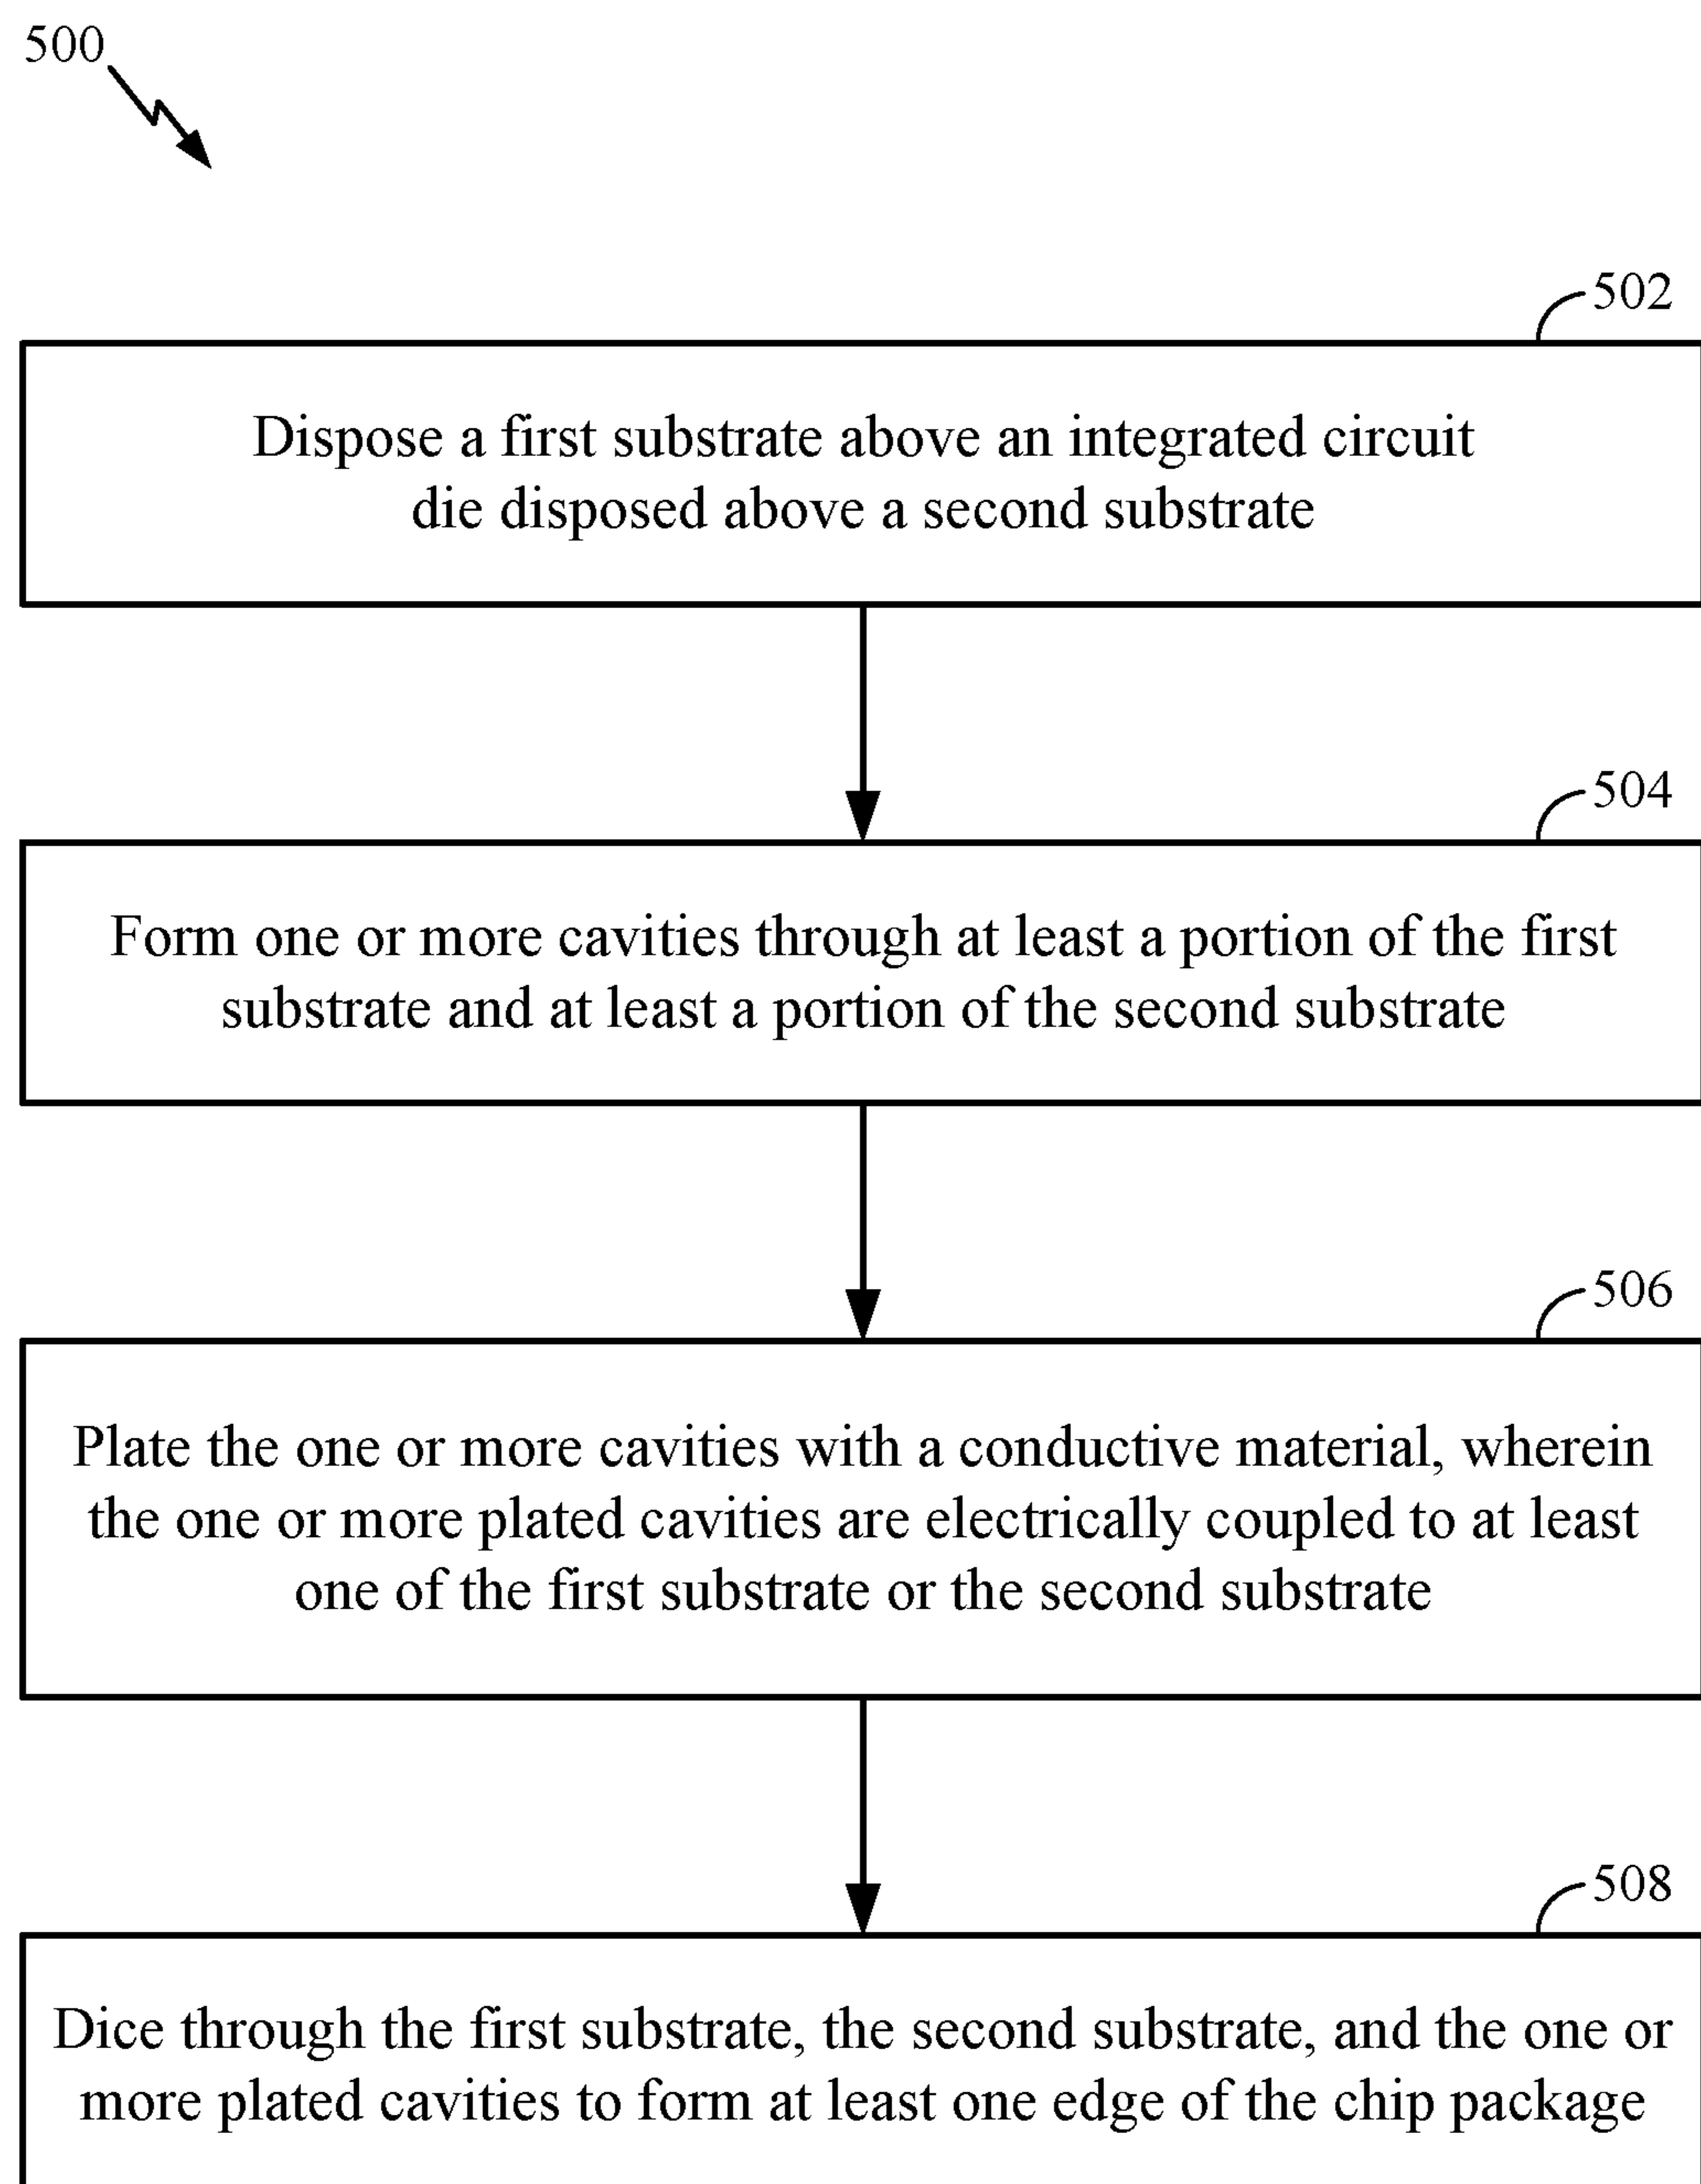 500
502
Dispose a first substrate above an integrated circuit
die disposed above a second substrate
504
Form one or more cavities through at least a portion of the first
substrate and at least a portion of the second substrate
506
Plate the one or more cavities with a conductive material, wherein
the one or more plated cavities are electrically coupled to at least
one of the first substrate or the second substrate
508
Dice through the first substrate, the second substrate, and the one or
more plated cavities to form at least one edge of the chip package